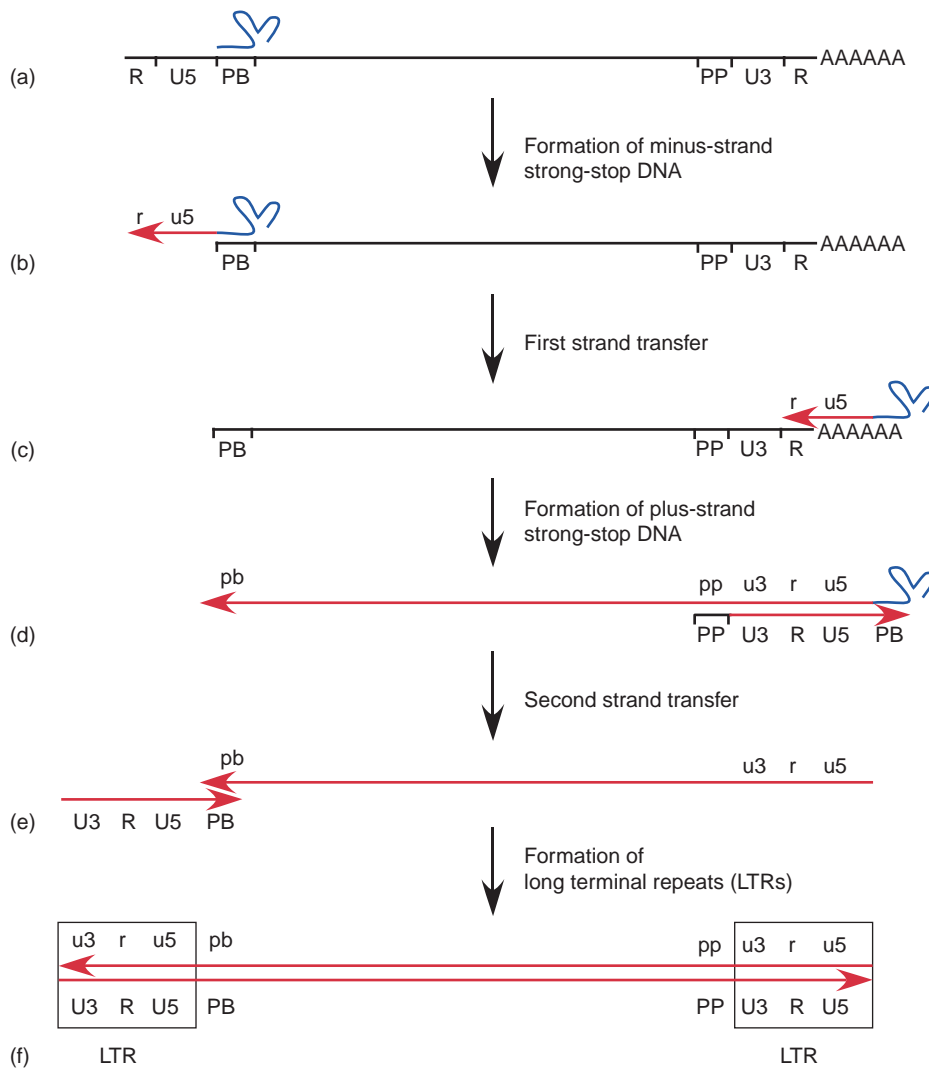 R U5 PB PP U3 R AAAAAA
(a)
Formation of minus-strand
strong-stop DNA
r u5
AAAAAA
(b) PB PP U3 R
First strand transfer
r u5
AAAAAA
(c) PB PP U3 R
Formation of plus-strand
strong-stop DNA
pb pp u3 r u5
(d) PP U3 R U5 PB
Second strand transfer
pb u3 r u5
(e) U3 R U5 PB
Formation of
long terminal repeats (LTRs)
u3 r u5 pb pp u3 r u5
U3 R U5 PB PP U3 R U5
(f) LTR LTR